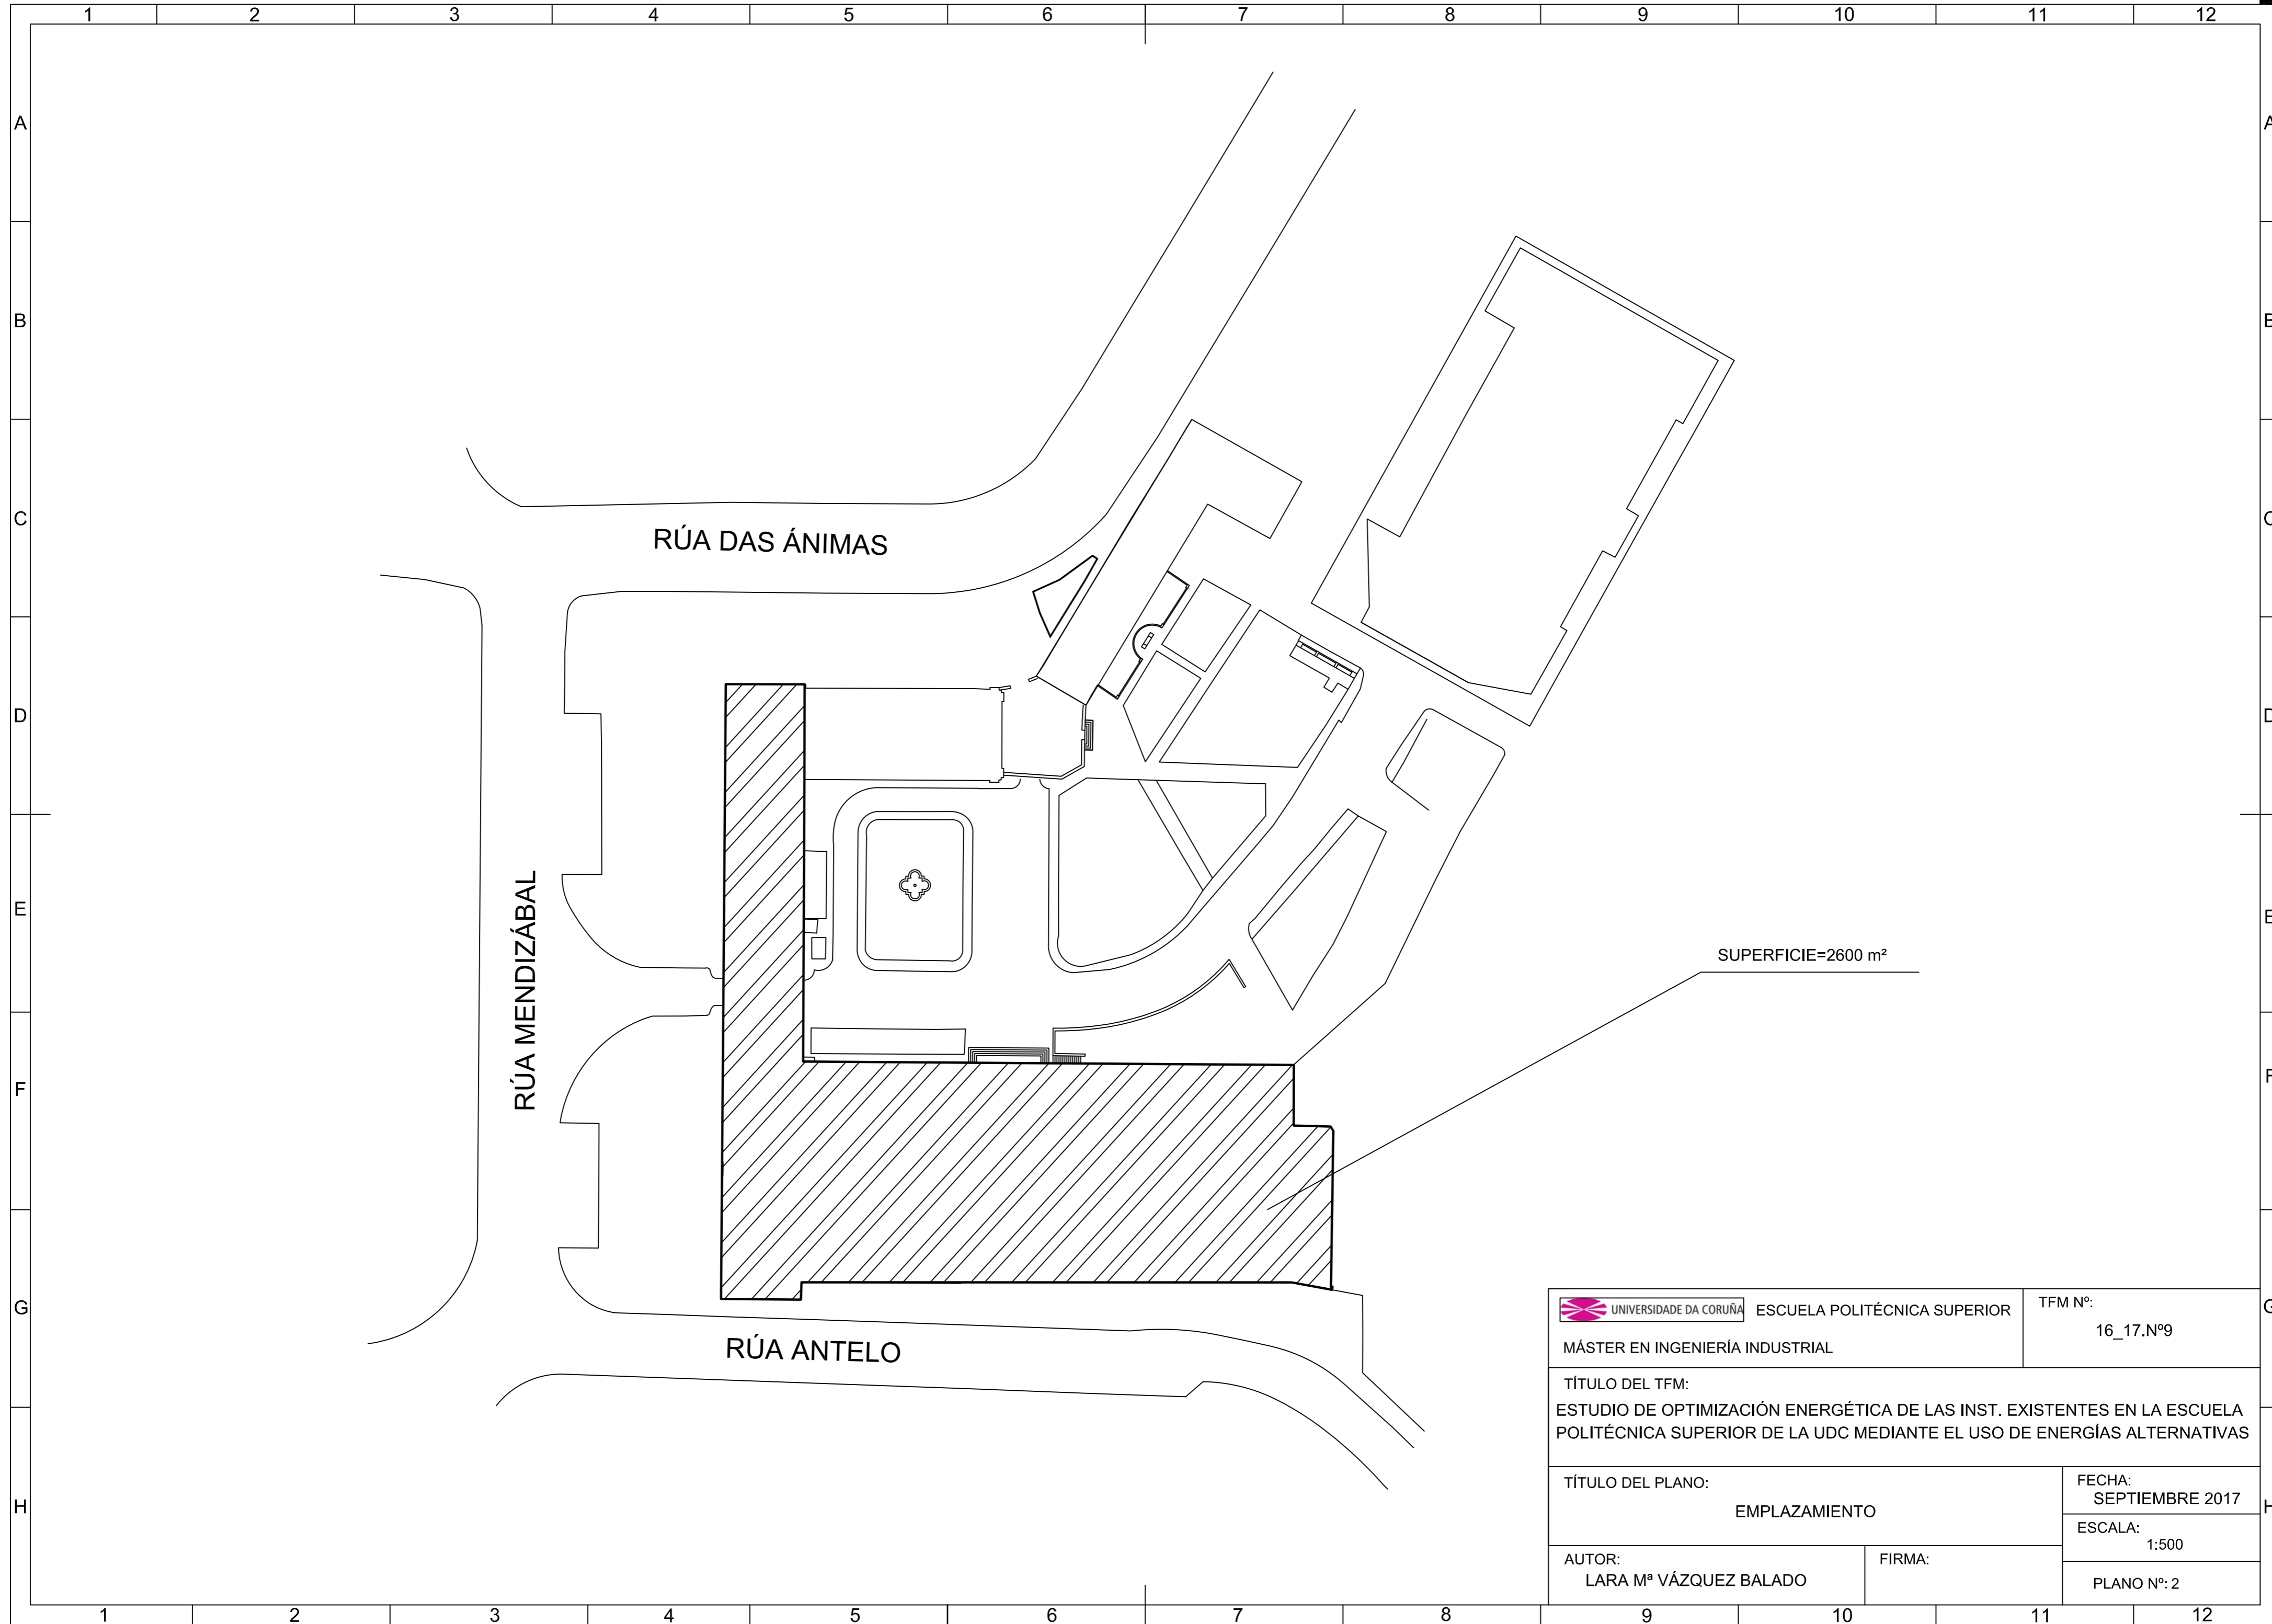 1 2 3 4 5 6 7 8 9 10 11 12
A A
B B
C C
RÚA DAS ÁNIMAS
D D
RÚA MENDIZÁBAL
E E
SUPERFICIE=2600 m²
F F
G G
RÚA ANTELO
UNIVERSIDADE DA CORUÑA ESCUELA POLITÉCNICA SUPERIOR
MÁSTER EN INGENIERÍA INDUSTRIAL
TFM Nº:
16_17.Nº9
TÍTULO DEL TFM:
ESTUDIO DE OPTIMIZACIÓN ENERGÉTICA DE LAS INST. EXISTENTES EN LA ESCUELA
POLITÉCNICA SUPERIOR DE LA UDC MEDIANTE EL USO DE ENERGÍAS ALTERNATIVAS
H H
TÍTULO DEL PLANO:
EMPLAZAMIENTO
FECHA:
SEPTIEMBRE 2017
ESCALA:
1:500
AUTOR:
LARA Mª VÁZQUEZ BALADO
FIRMA:
PLANO Nº: 2
1 2 3 4 5 6 7 8 9 10 11 12